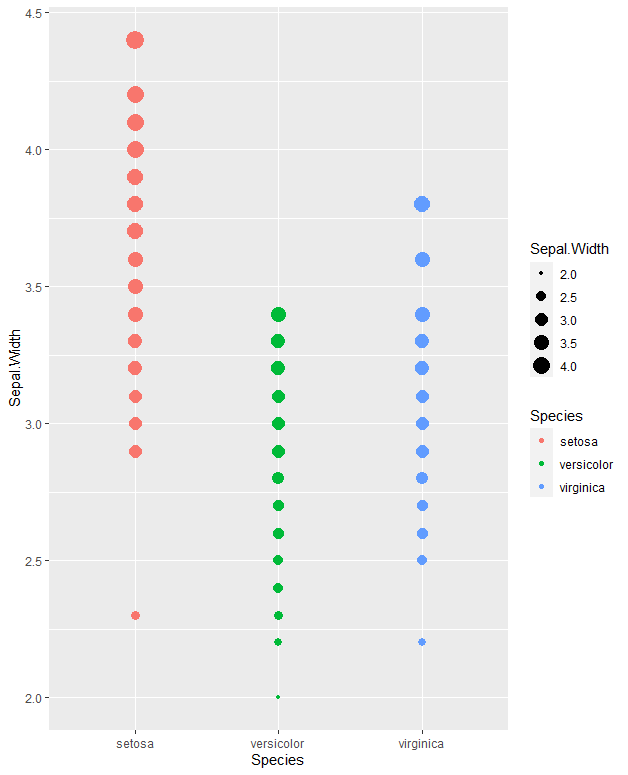 4.5
4.0
3.5
3.0
2.5
2.0
Sepal.Width
setosa versicolor virginica
Species
Sepal.Width
2.0
2.5
3.0
3.5
4.0
Species
setosa
versicolor
virginica